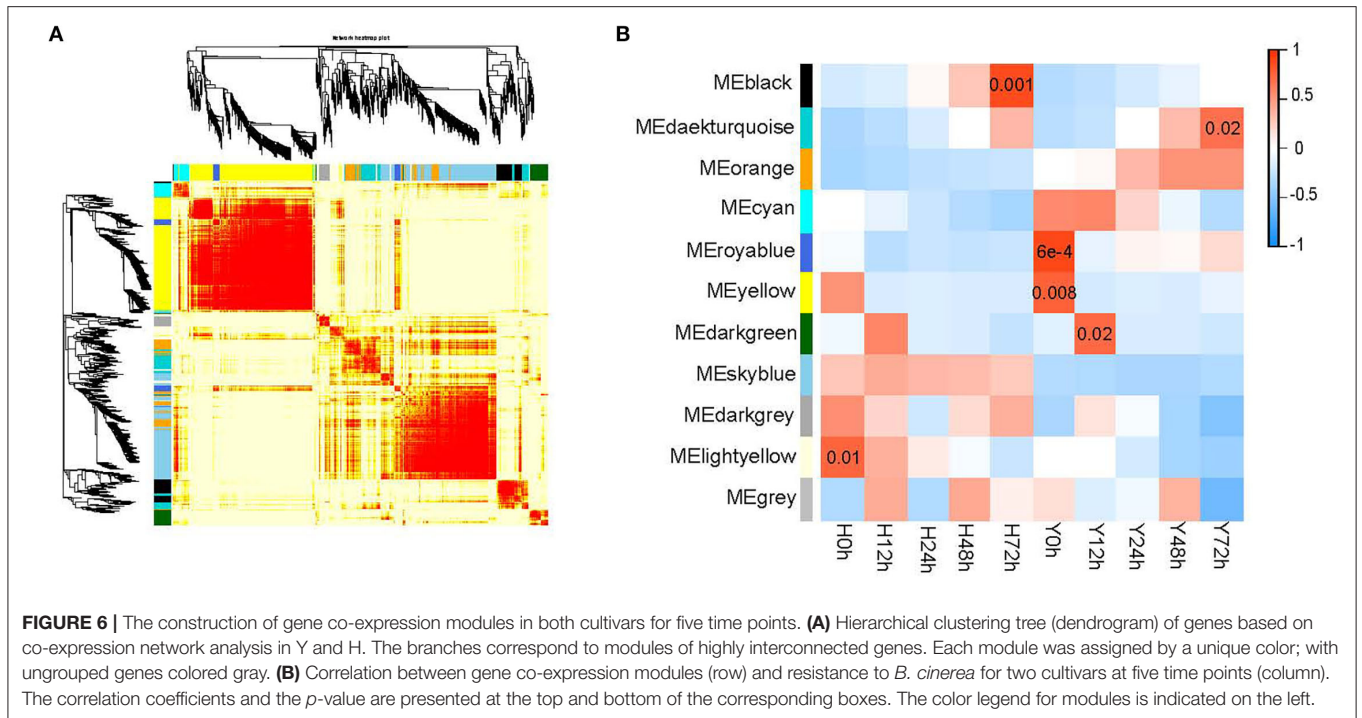 A
Network heatmap plot
B
MEblack
MEdaekturquoise
MEorange
MEcyan
MEroyablue
MEyellow
MEdarkgreen
MEskyblue
MEdarkgrey
MElightyellow
MEgrey
0.001
0.02
6e-4
0.008
0.02
0.01
H0h
H12h
H24h
H48h
H72h
Y0h
Y12h
Y24h
Y48h
Y72h
1
0.5
0
-0.5
-1
FIGURE 6 | The construction of gene co-expression modules in both cultivars for five time points. (A) Hierarchical clustering tree (dendrogram) of genes based on
co-expression network analysis in Y and H. The branches correspond to modules of highly interconnected genes. Each module was assigned by a unique color; with
ungrouped genes colored gray. (B) Correlation between gene co-expression modules (row) and resistance to B. cinerea for two cultivars at five time points (column).
The correlation coefficients and the p-value are presented at the top and bottom of the corresponding boxes. The color legend for modules is indicated on the left.